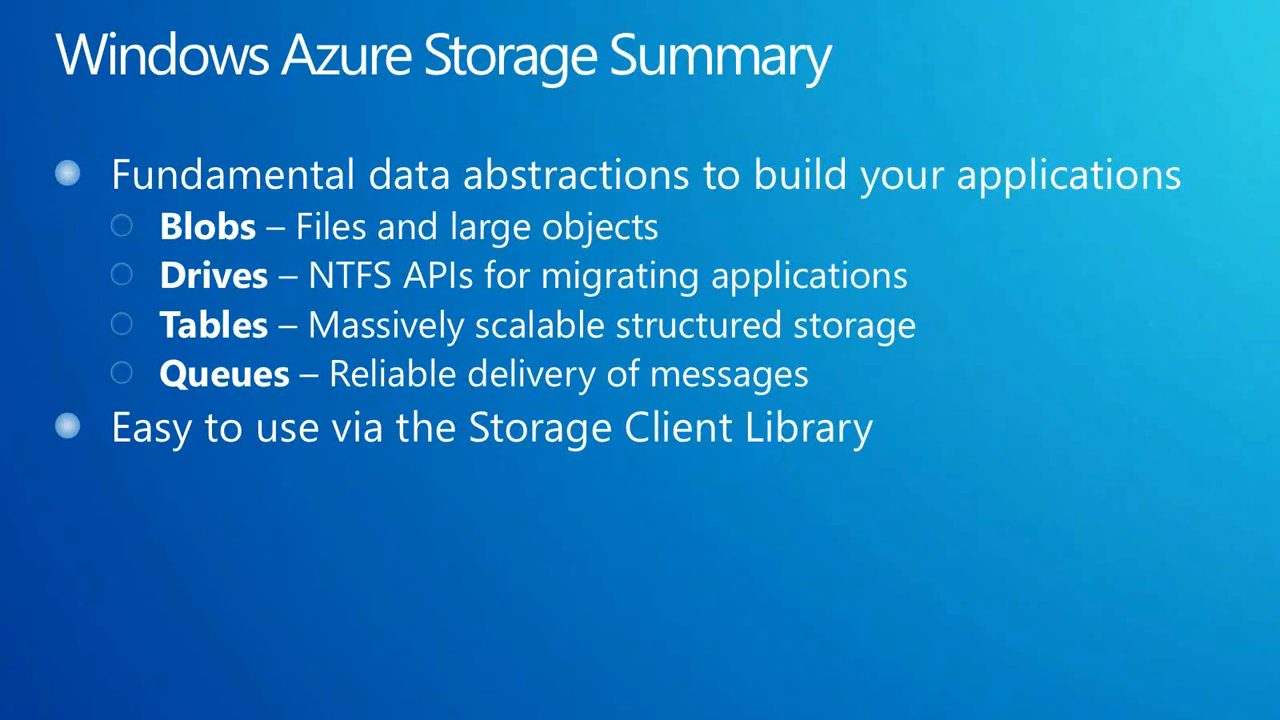 Windows Azure Storage Summary
Fundamental data abstractions to build your applications
Blobs – Files and large objects
Drives – NTFS APIs for migrating applications
Tables – Massively scalable structured storage
Queues – Reliable delivery of messages
Easy to use via the Storage Client Library